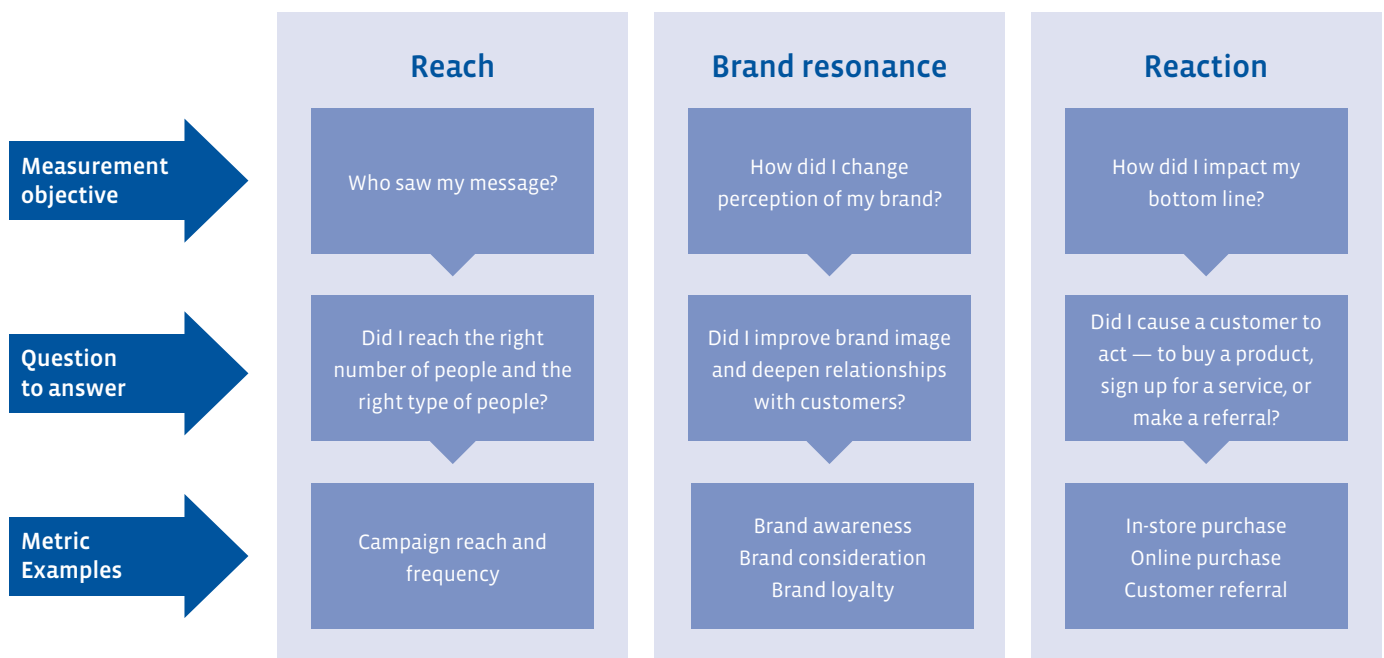 Reach
Brand resonance
Reaction
Measurement
objective
Who saw my message?
How did I change
perception of my brand?
How did I impact my
bottom line?
Question
to answer
Did I reach the right
number of people and the
right type of people?
Did I improve brand image
and deepen relationships
with customers?
Did I cause a customer to
act — to buy a product,
sign up for a service, or
make a referral?
Metric
Examples
Campaign reach and
frequency
Brand awareness
Brand consideration
Brand loyalty
In-store purchase
Online purchase
Customer referral